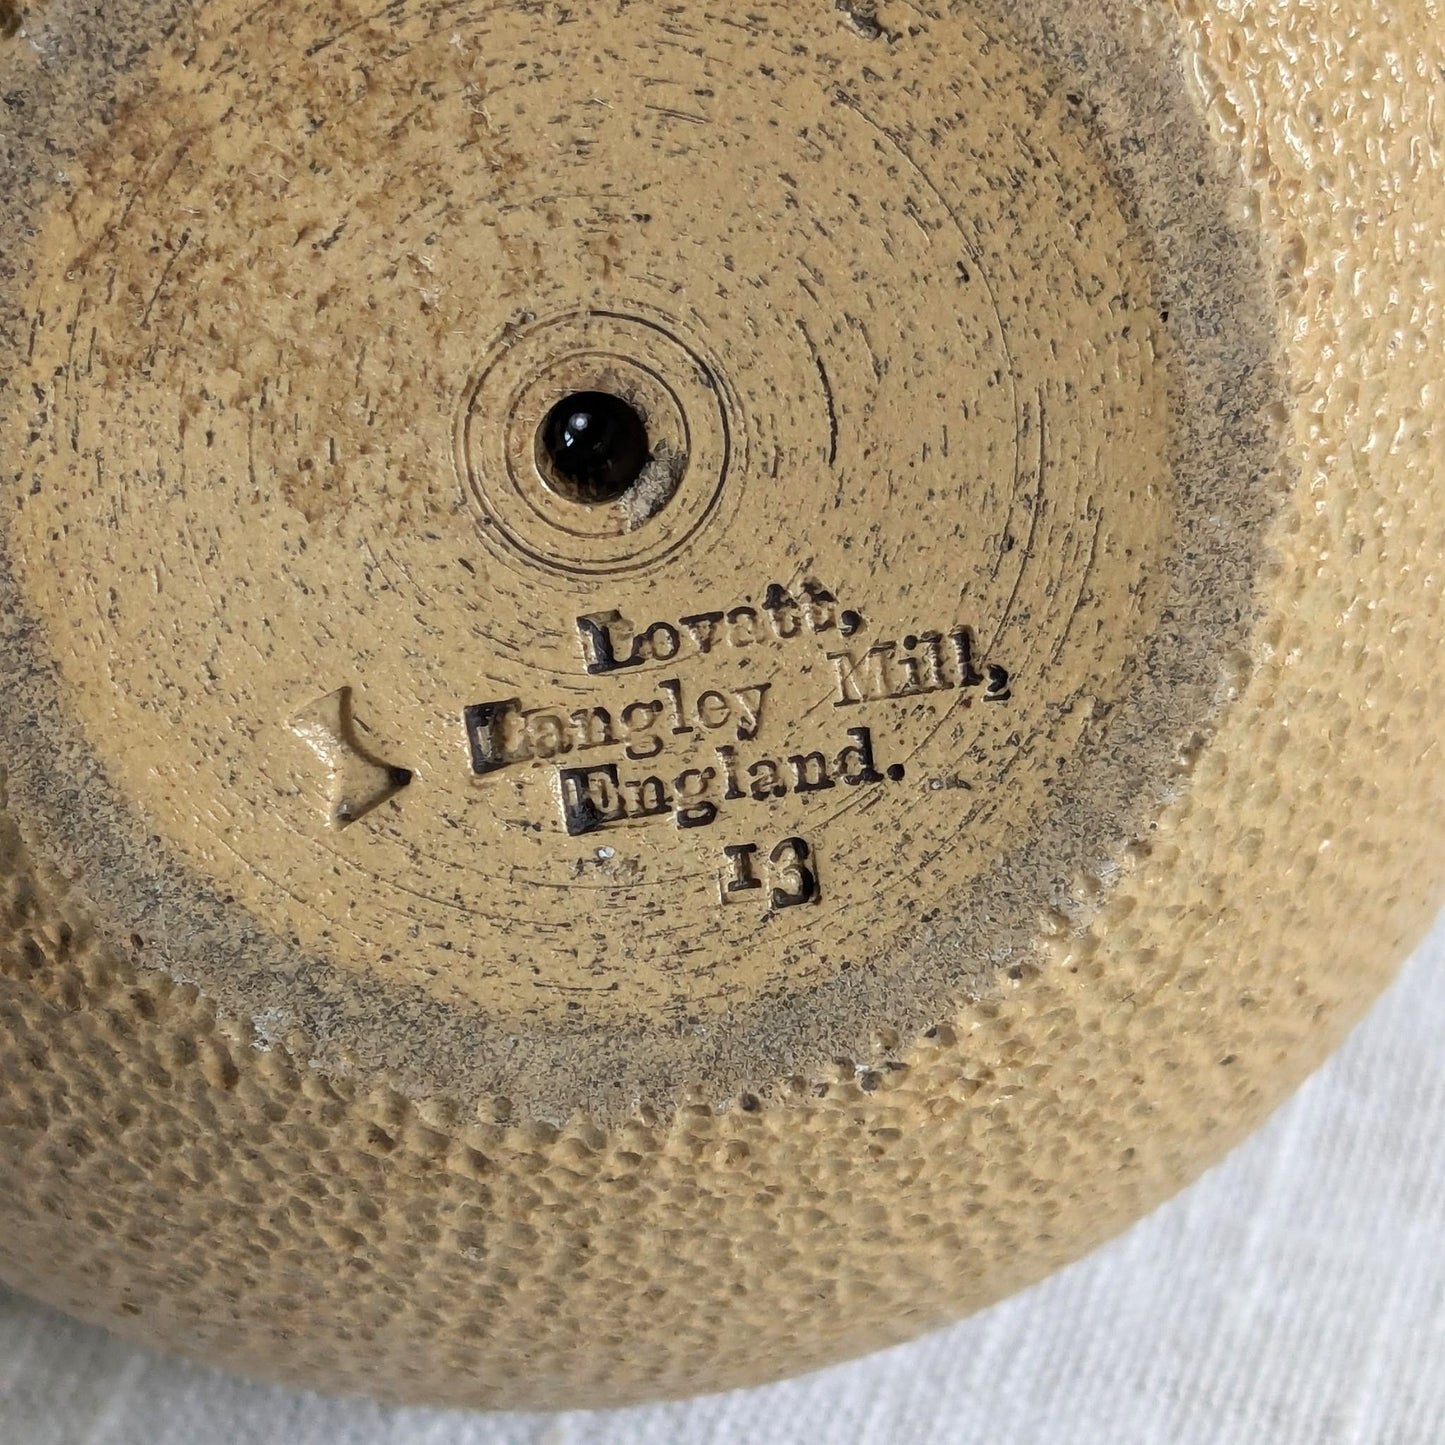 Lovatt,
Langley Mill,
England.
13